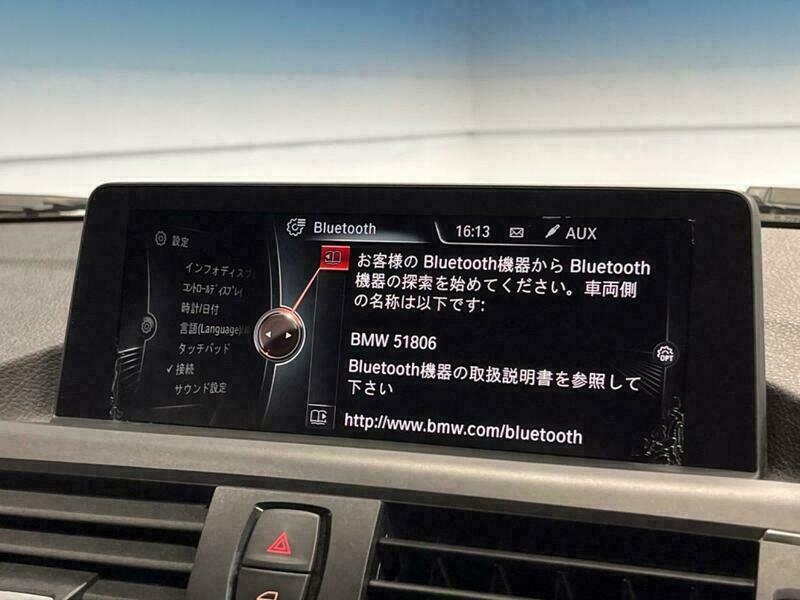 Bluetooth
16:13
AUX
設定
インフォディスプ
コントロールディスプレイ
時計/日付
言語(Language)/
タッチパッド
✓接続
サウンド設定
お客様の Bluetooth機器から Bluetooth
機器の探索を始めてください。車両側
の名称は以下です:
BMW 51806
Bluetooth機器の取扱説明書を参照して
下さい
http://www.bmw.com/bluetooth
OPT